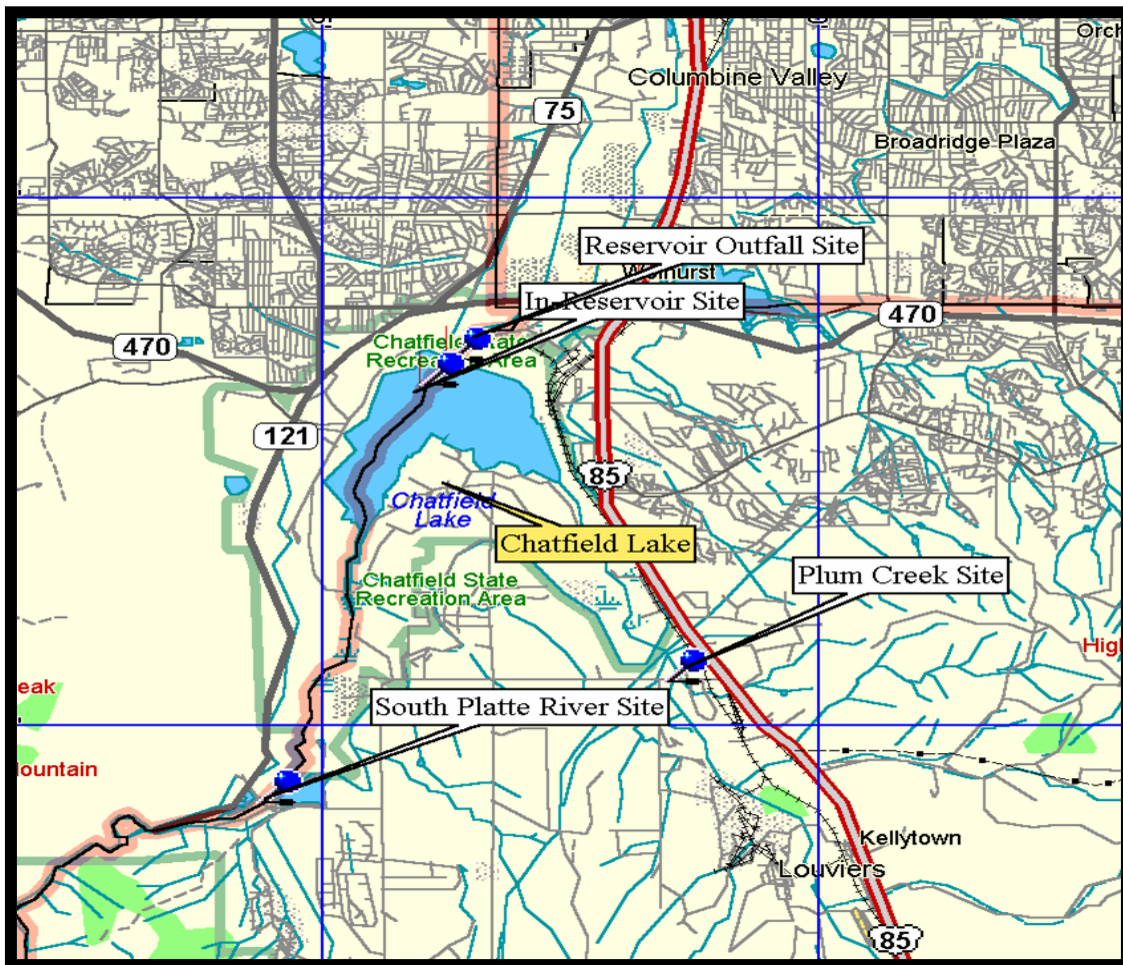 Orch
Columbine Valley
75
Broadridge Plaza
Reservoir Outfall Site
Wolhurst
In-Reservoir Site
470
470
Chatfield State
Recreation Area
121
85
Chatfield
Lake
Chatfield Lake
Plum Creek Site
Chatfield State
Recreation Area
High
eak
South Platte River Site
ountain
Kellytown
Louviers
85